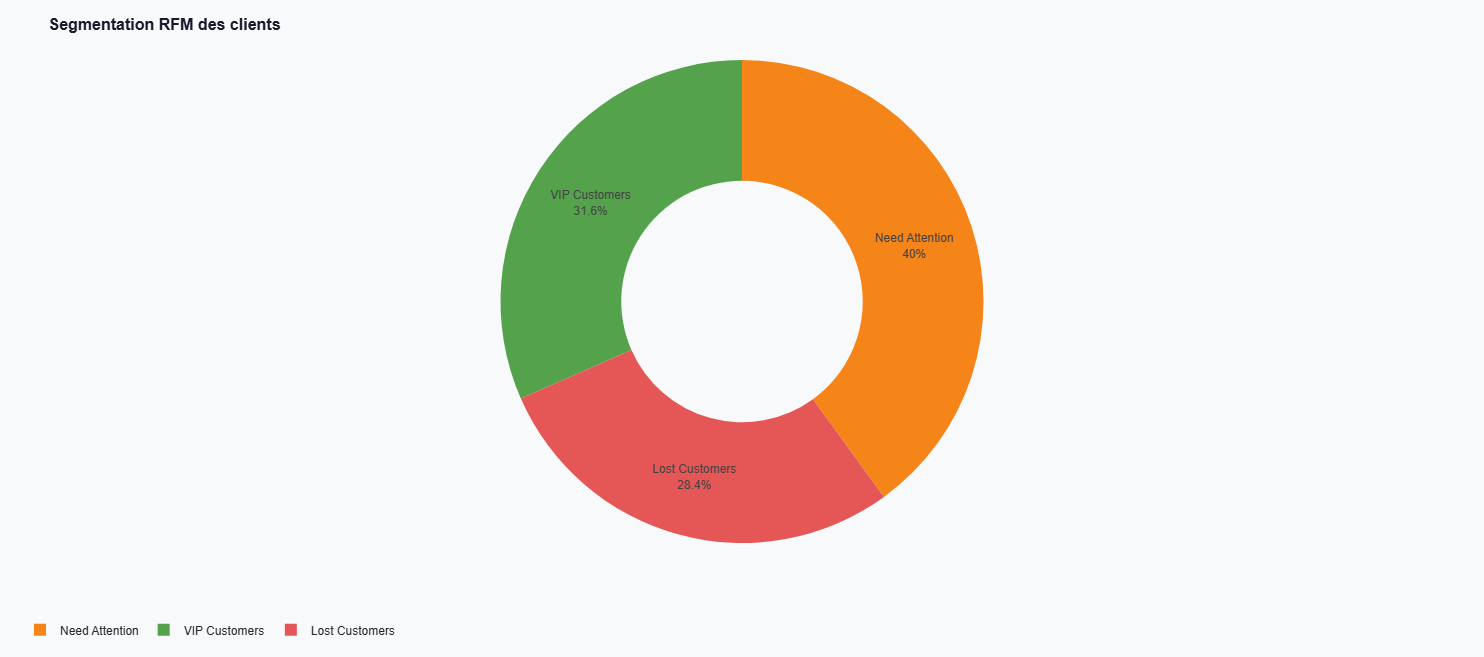 Segmentation RFM des clients
VIP Customers
31.6%
Need Attention
40%
Lost Customers
28.4%
Need Attention
VIP Customers
Lost Customers